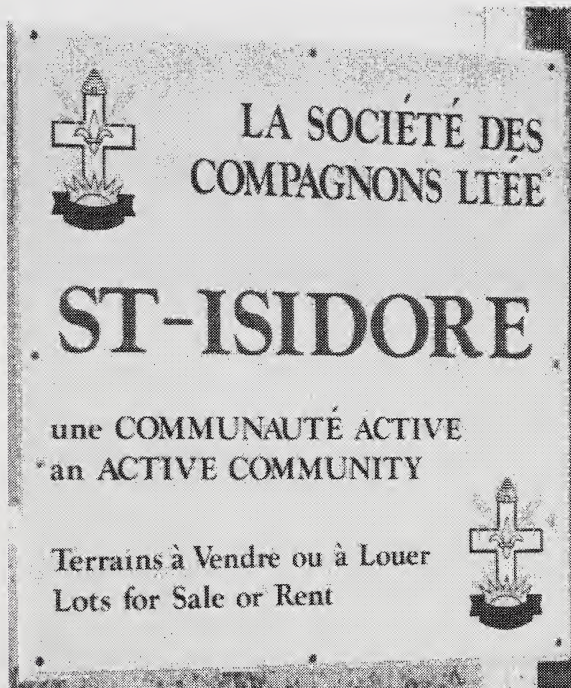 LA SOCIÉTÉ DES
COMPAGNONS LTÉE
ST-ISIDORE
une COMMUNAUTÉ ACTIVE
an ACTIVE COMMUNITY
Terrains à Vendre ou à Louer
Lots for Sale or Rent